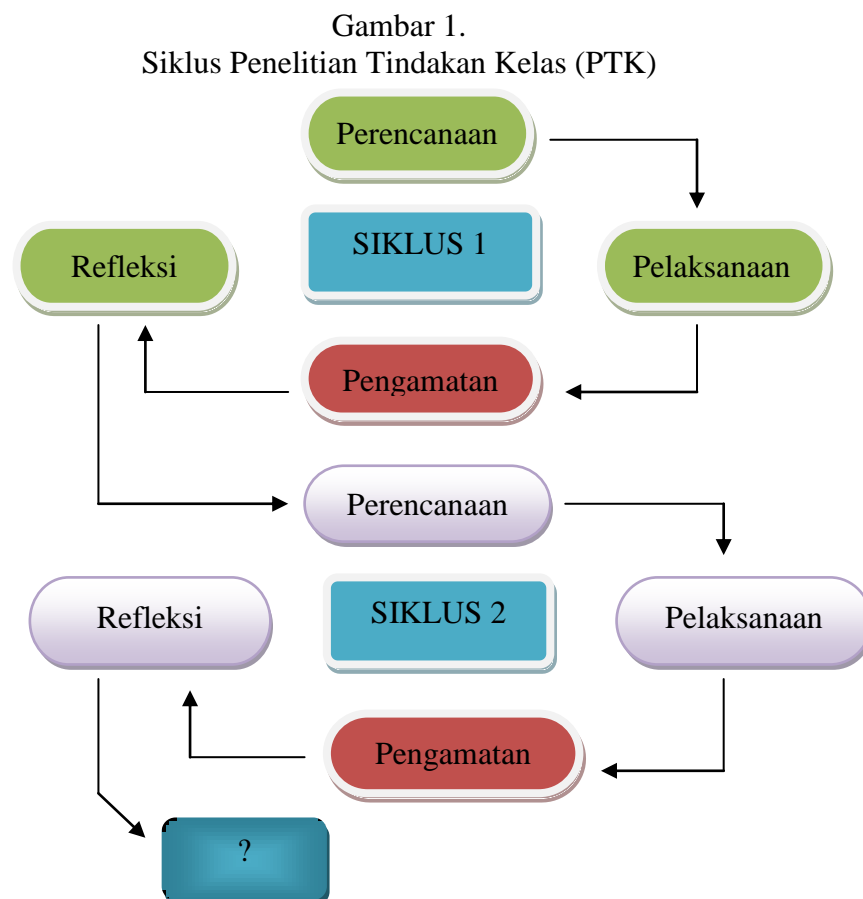 Gambar 1.
Siklus Penelitian Tindakan Kelas (PTK)
Perencanaan
SIKLUS 1
Refleksi
Pelaksanaan
Pengamatan
Perencanaan
Refleksi
SIKLUS 2
Pelaksanaan
Pengamatan
?